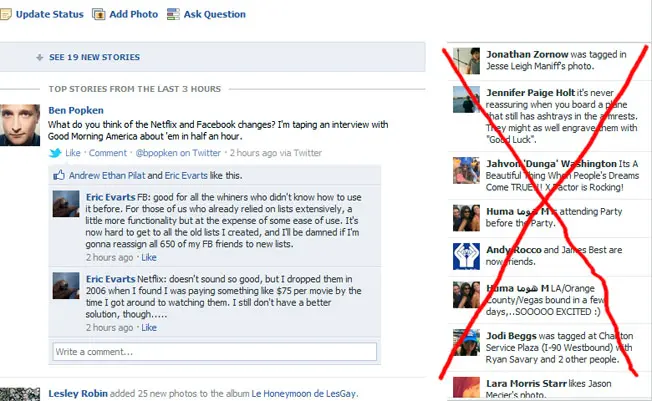 Update Status Add Photo Ask Question
SEE 19 NEW STORIES
TOP STORIES FROM THE LAST 3 HOURS
Ben Popken
What do you think of the Netflix and Facebook changes? I'm taping an interview with
Good Morning America about 'em in half an hour.
Like · Comment · @bpopken on Twitter · 2 hours ago via Twitter
Andrew Ethan Pilat and Eric Evarts like this.
Eric Evarts FB: good for all the whiners who didn't know how to use
it before. For those of us who already relied on lists extensively, a
little more functionality but at the expense of some ease of use. It's
now hard to get to all the old lists I created, and I'll be damned if I'm
gonna reassign all 650 of my FB friends to new lists.
2 hours ago · Like
Eric Evarts Netflix: doesn't sound so good, but I dropped them in
2006 when I found I was paying something like $75 per movie by the
time I got around to watching them. I still don't have a better
solution, though.....
2 hours ago · Like
Write a comment...
Lesley Robin added 25 new photos to the album Le Honeymoon de LesGay.
Jonathan Zornow was tagged in
Jesse Leigh Maniff's photo.
Jennifer Paige Holt it's never
reassuring when you board a plane
that still has ashtrays in the armrests.
They might as well engrave them with
"Good Luck".
Jahvon 'Dunga' Washington Its A
Beautiful Thing When People's Dreams
Come TRUE!!! X Factor is Rocking!
Huma هوما M is attending Party
before the Party.
Andy Rocco and James Best are
now friends.
Huma هوما M LA/Orange
County/Vegas bound in a few
days,..SOOOOO EXCITED :)
Jodi Beggs was tagged at Charlton
Service Plaza (I-90 Westbound) with
Ryan Savary and 2 other people.
Lara Morris Starr likes Jason
Mecier's photo.